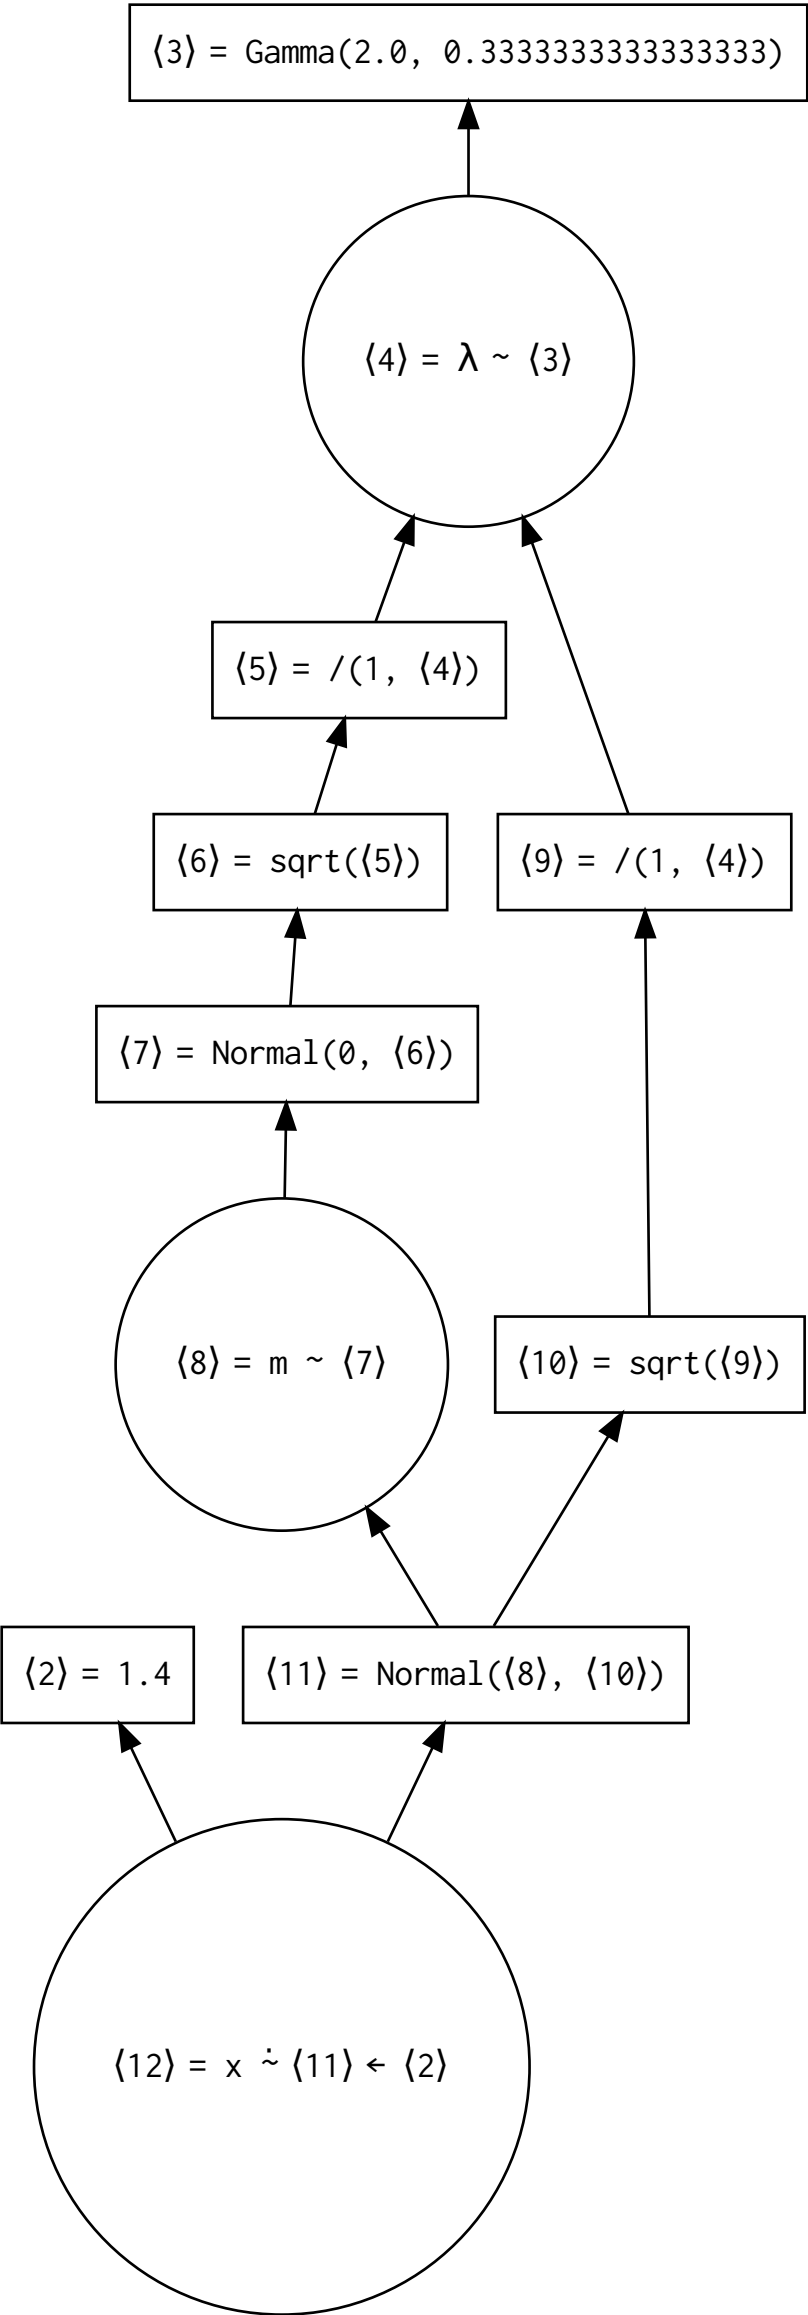 ⟨3⟩ = Gamma(2.0, 0.3333333333333333)
⟨4⟩ = λ ~ ⟨3⟩
⟨5⟩ = /(1, ⟨4⟩)
⟨6⟩ = sqrt(⟨5⟩)
⟨9⟩ = /(1, ⟨4⟩)
⟨7⟩ = Normal(0, ⟨6⟩)
⟨8⟩ = m ~ ⟨7⟩
⟨10⟩ = sqrt(⟨9⟩)
⟨2⟩ = 1.4
⟨11⟩ = Normal(⟨8⟩, ⟨10⟩)
⟨12⟩ = x ⩪ ⟨11⟩ ← ⟨2⟩